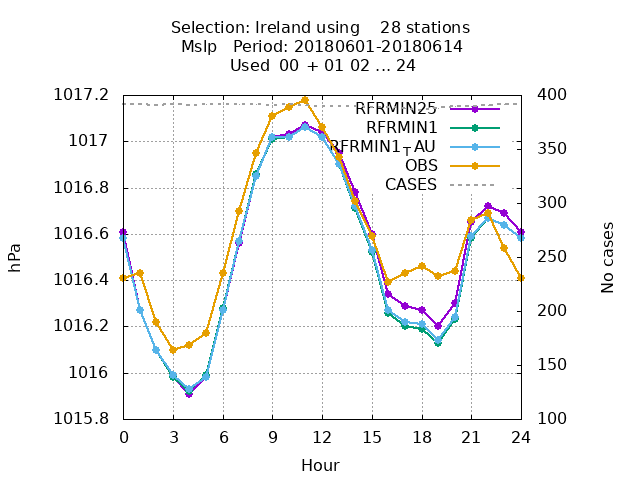 Selection: Ireland using 28 stations
Mslp Period: 20180601-20180614
Used 00 + 01 02 ... 24
1017.2
1017
1016.8
1016.6
1016.4
1016.2
1016
1015.8
hPa
RFRMIN25
RFRMIN1
RFRMIN1_T AU
OBS
CASES
400
350
300
250
200
150
100
No cases
0 3 6 9 12 15 18 21 24
Hour